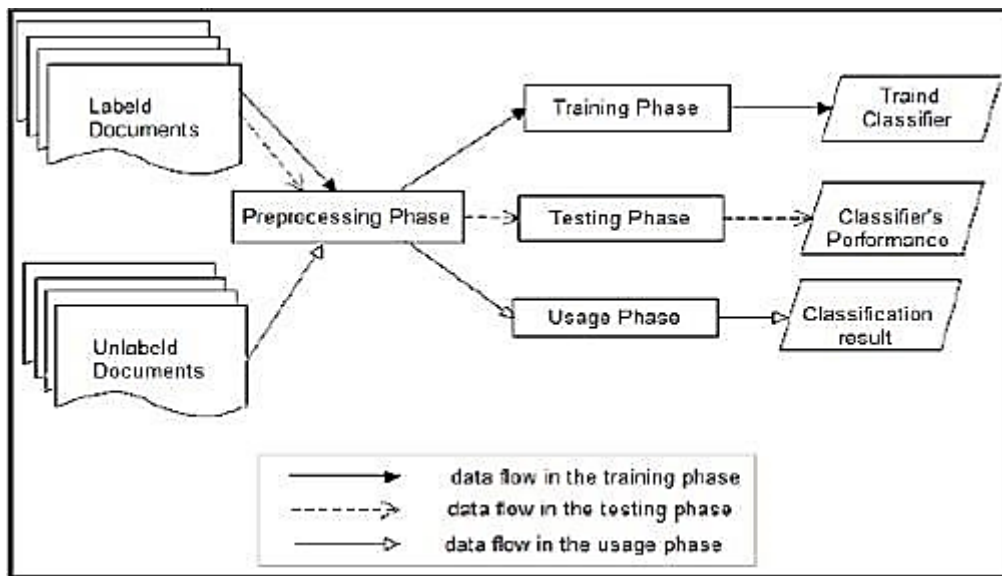 Labeld
Documents
Training Phase
Traind
Classifier
Preprocessing Phase
Testing Phase
Classifier's
Porformance
Usage Phase
Classification
result
Unlabeld
Documents
data flow in the training phase
data flow in the testing phase
data flow in the usage phase